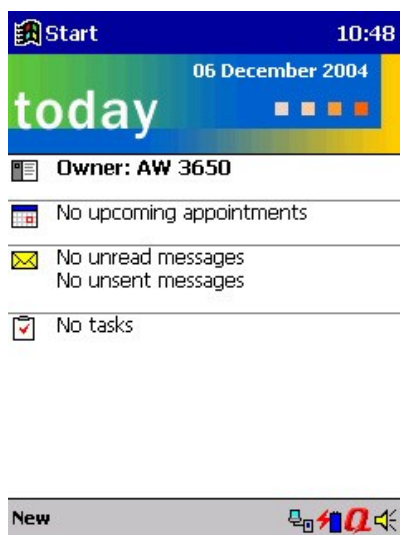 Start 10:48
06 December 2004
today
Owner: AW 3650
No upcoming appointments
No unread messages
No unsent messages
No tasks
New